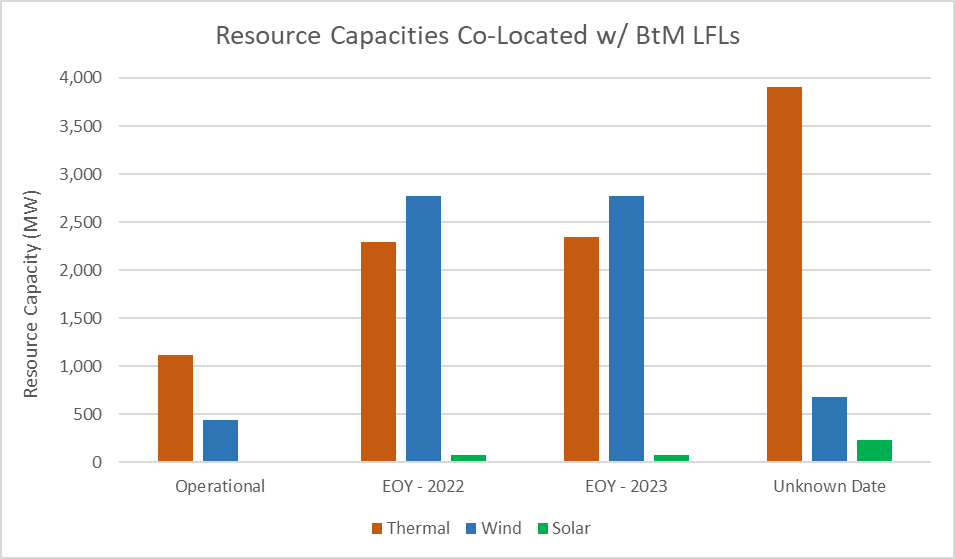 Resource Capacities Co-Located w/ BtM LFLs
Resource Capacity (MW)
4,000
3,500
3,000
2,500
2,000
1,500
1,000
500
0
Operational EOY - 2022 EOY - 2023 Unknown Date
Thermal Wind Solar